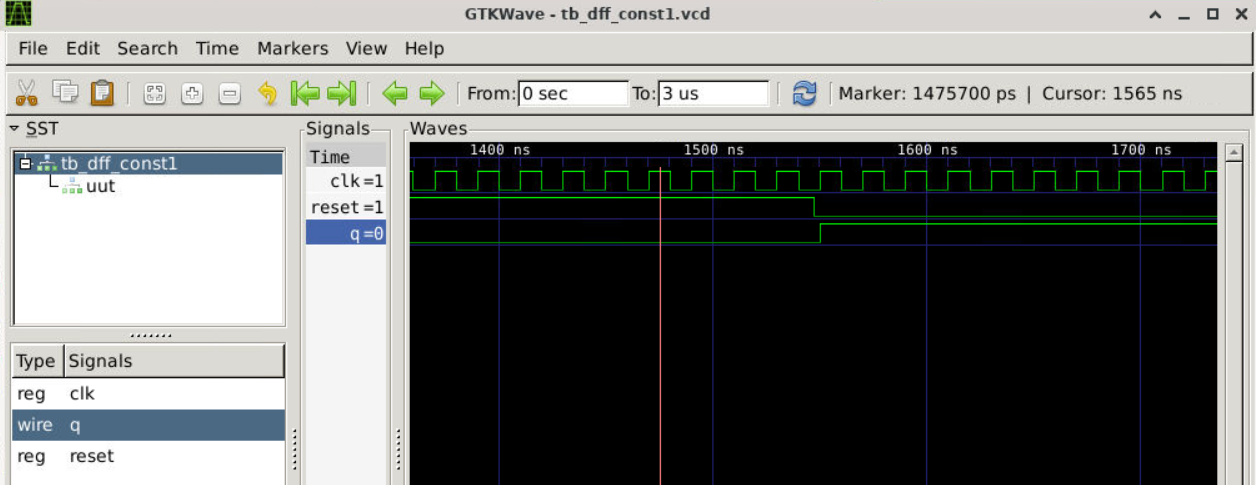 GTKWave - tb_dff_const1.vcd
File Edit Search Time Markers View Help
From: 0 sec To: 3 us Marker: 1475700 ps | Cursor: 1565 ns
SST
tb_dff_const1
uut
Type Signals
reg clk
wire q
reg reset
Signals
Time
clk=1
reset=1
q=0
Waves
1400 ns 1500 ns 1600 ns 1700 ns